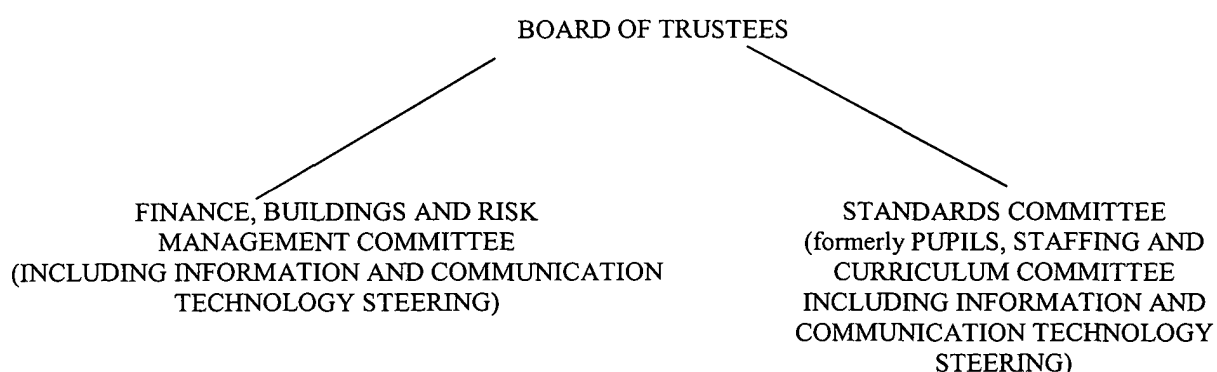 BOARD OF TRUSTEES
FINANCE, BUILDINGS AND RISK
MANAGEMENT COMMITTEE
(INCLUDING INFORMATION AND COMMUNICATION
TECHNOLOGY STEERING)
STANDARDS COMMITTEE
(formerly PUPILS, STAFFING AND
CURRICULUM COMMITTEE
INCLUDING INFORMATION AND
COMMUNICATION TECHNOLOGY
STEERING)